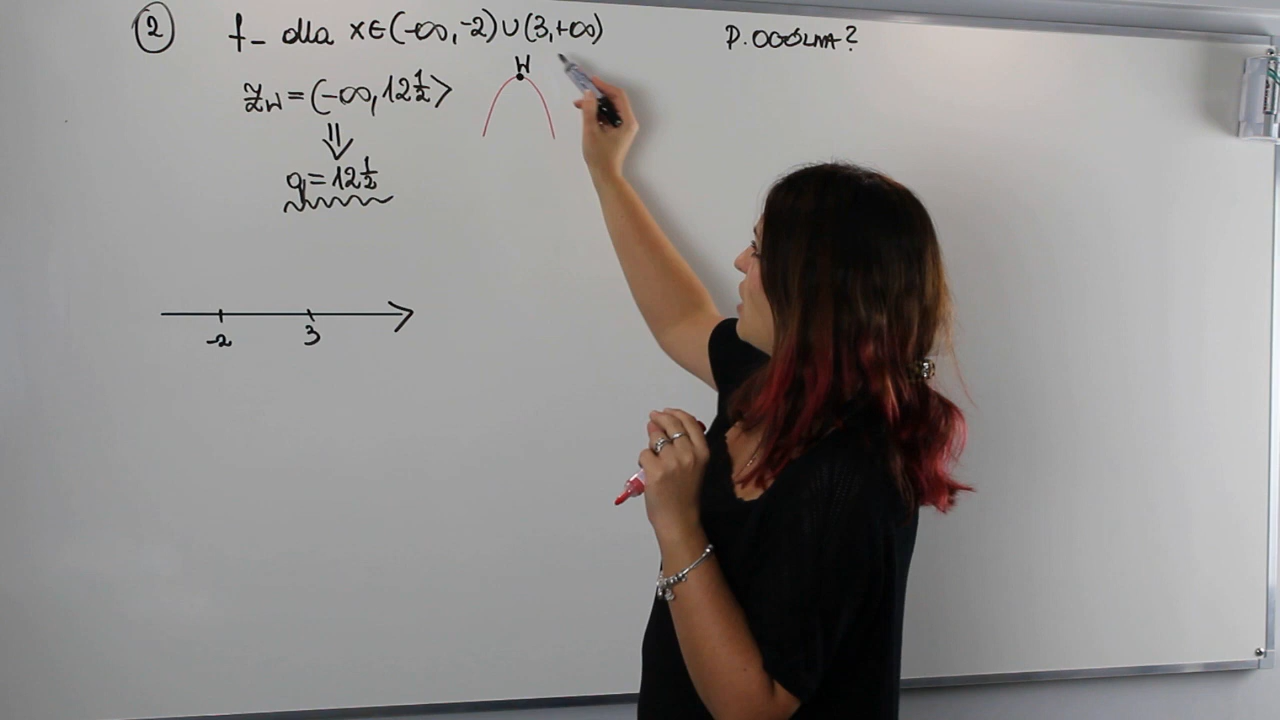 ② f- dla x∈(-∞,-2)∪(3,+∞)
P. OGÓLNA?
W
Zw=(-∞,12½>
⇓
q=12½
-2 3